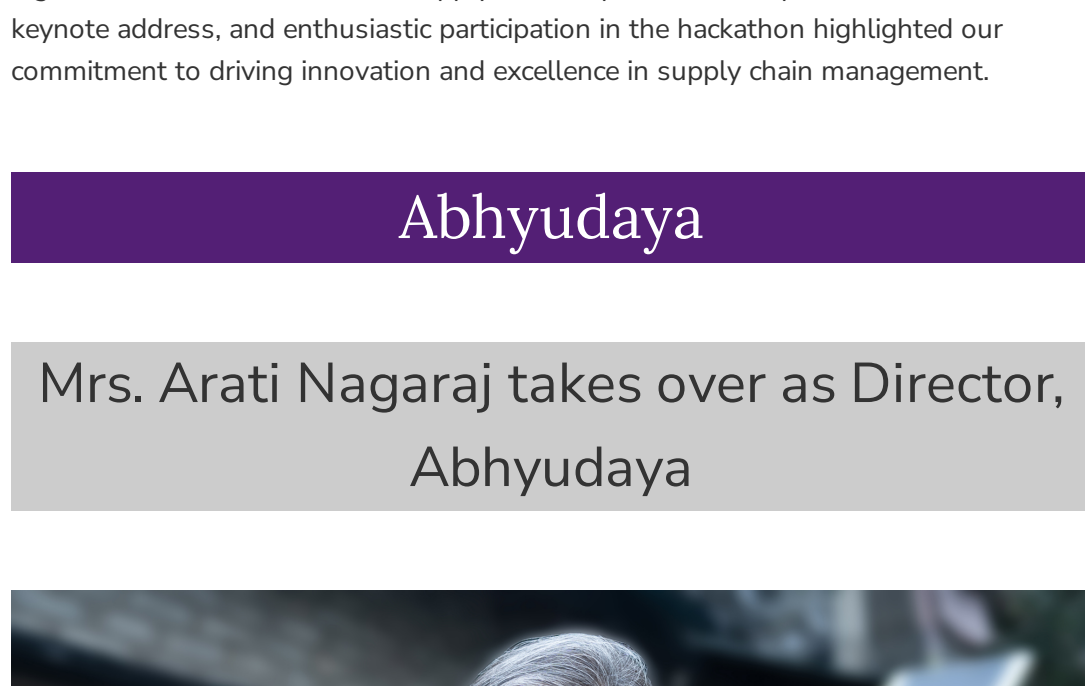 keynote address, and enthusiastic participation in the hackathon highlighted our
commitment to driving innovation and excellence in supply chain management.
Abhyudaya
Mrs. Arati Nagaraj takes over as Director,
Abhyudaya